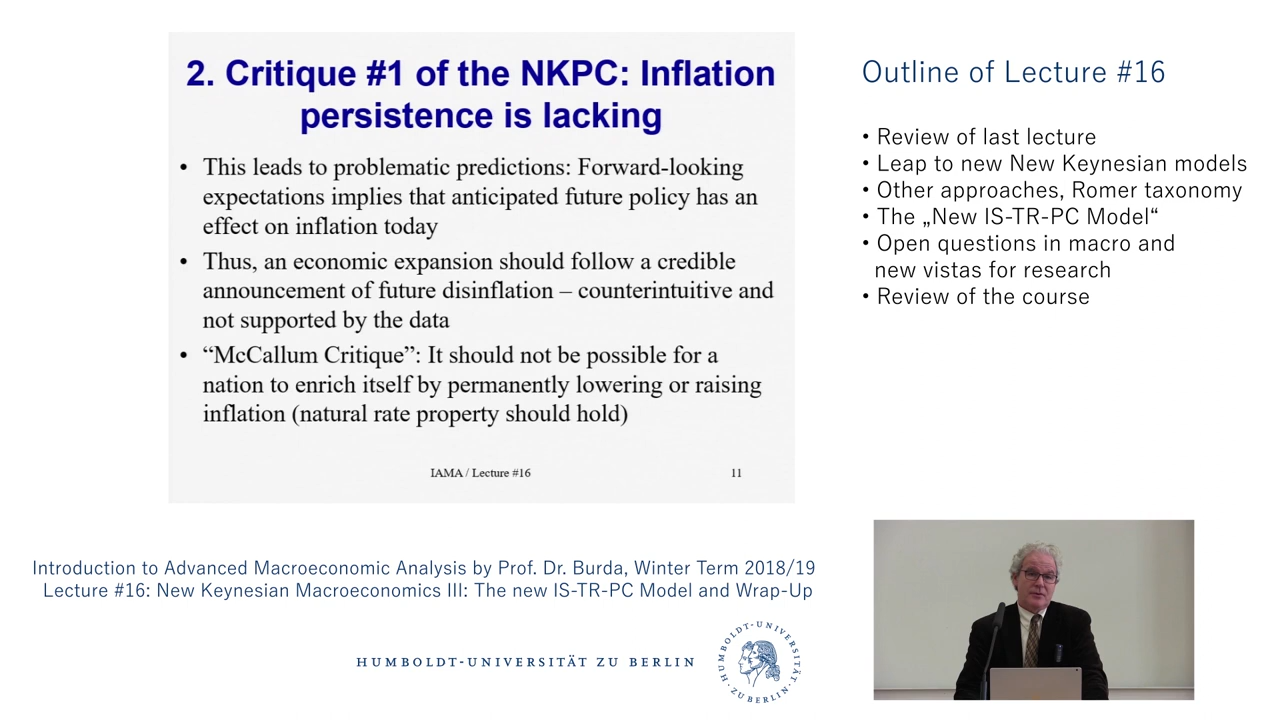 2. Critique #1 of the NKPC: Inflation
persistence is lacking
• This leads to problematic predictions: Forward-looking
expectations implies that anticipated future policy has an
effect on inflation today
• Thus, an economic expansion should follow a credible
announcement of future disinflation – counterintuitive and
not supported by the data
• “McCallum Critique”: It should not be possible for a
nation to enrich itself by permanently lowering or raising
inflation (natural rate property should hold)
IAMA / Lecture #16
11
Outline of Lecture #16
• Review of last lecture
• Leap to new New Keynesian models
• Other approaches, Romer taxonomy
• The „New IS-TR-PC Model“
• Open questions in macro and
new vistas for research
• Review of the course
Introduction to Advanced Macroeconomic Analysis by Prof. Dr. Burda, Winter Term 2018/19
Lecture #16: New Keynesian Macroeconomics III: The new IS-TR-PC Model and Wrap-Up
HUMBOLDT-UNIVERSITÄT ZU BERLIN
HUMBOLDT-UNIVERSITÄT ZU BERLIN